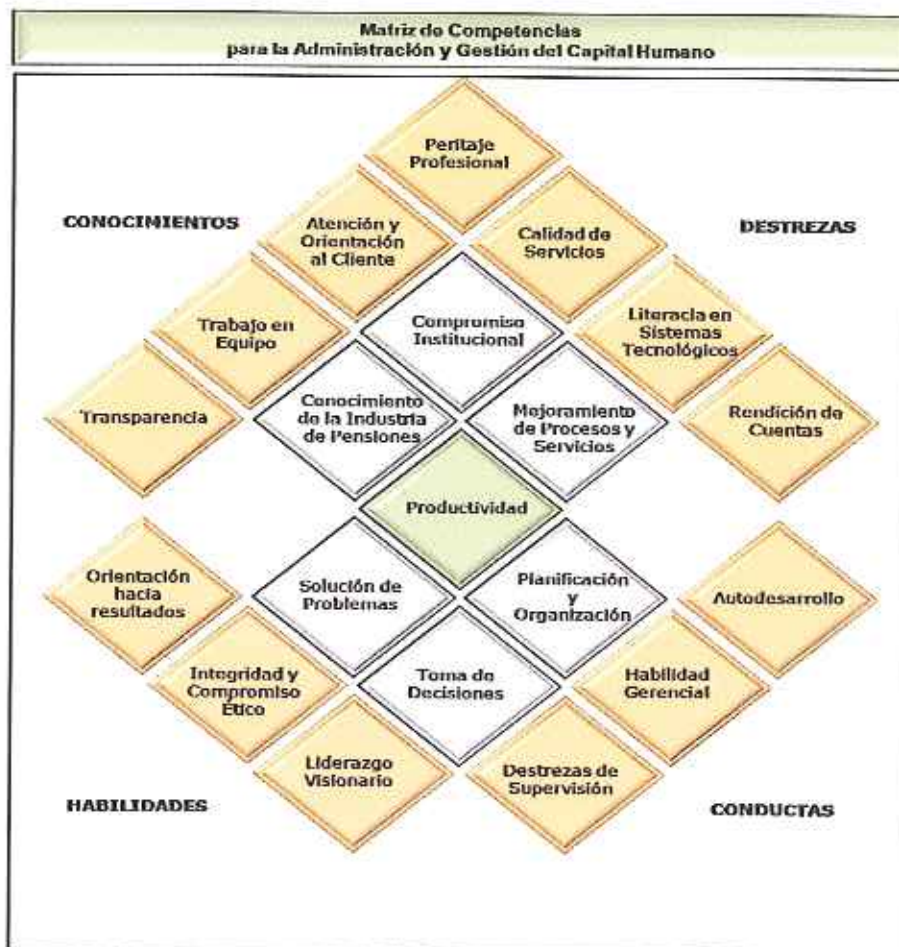 Matriz de Competencias
para la Administración y Gestión del Capital Humano
Peritaje
Profesional
CONOCIMIENTOS
DESTREZAS
Atención y
Orientación
al Cliente
Calidad de
Servicios
Trabajo en
Equipo
Compromiso
Institucional
Literacia en
Sistemas
Tecnológicos
Transparencia
Conocimiento
de la Industria
de Pensiones
Mejoramiento
de Procesos y
Servicios
Rendición de
Cuentas
Productividad
Orientación
hacia
resultados
Solución de
Problemas
Planificación
y
Organización
Autodesarrollo
Integridad y
Compromiso
Ético
Toma de
Decisiones
Habilidad
Gerencial
Liderazgo
Visionario
Destrezas de
Supervisión
HABILIDADES
CONDUCTAS